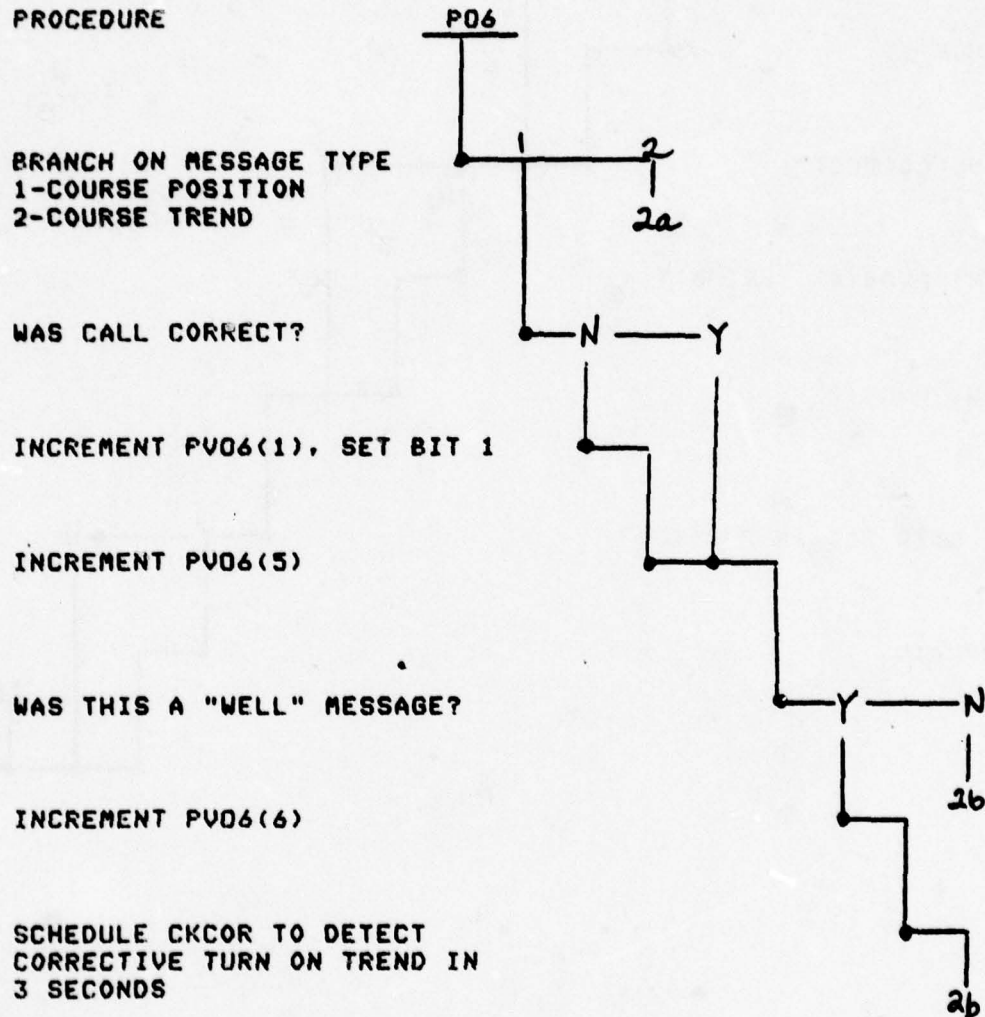 PROCEDURE P06
BRANCH ON MESSAGE TYPE 1 2
1-COURSE POSITION
2-COURSE TREND 2a
WAS CALL CORRECT? N Y
INCREMENT PV06(1), SET BIT 1
INCREMENT PV06(5)
WAS THIS A "WELL" MESSAGE? Y N
INCREMENT PV06(6) 2b
SCHEDULE CKCOR TO DETECT
CORRECTIVE TURN ON TREND IN
3 SECONDS 2b